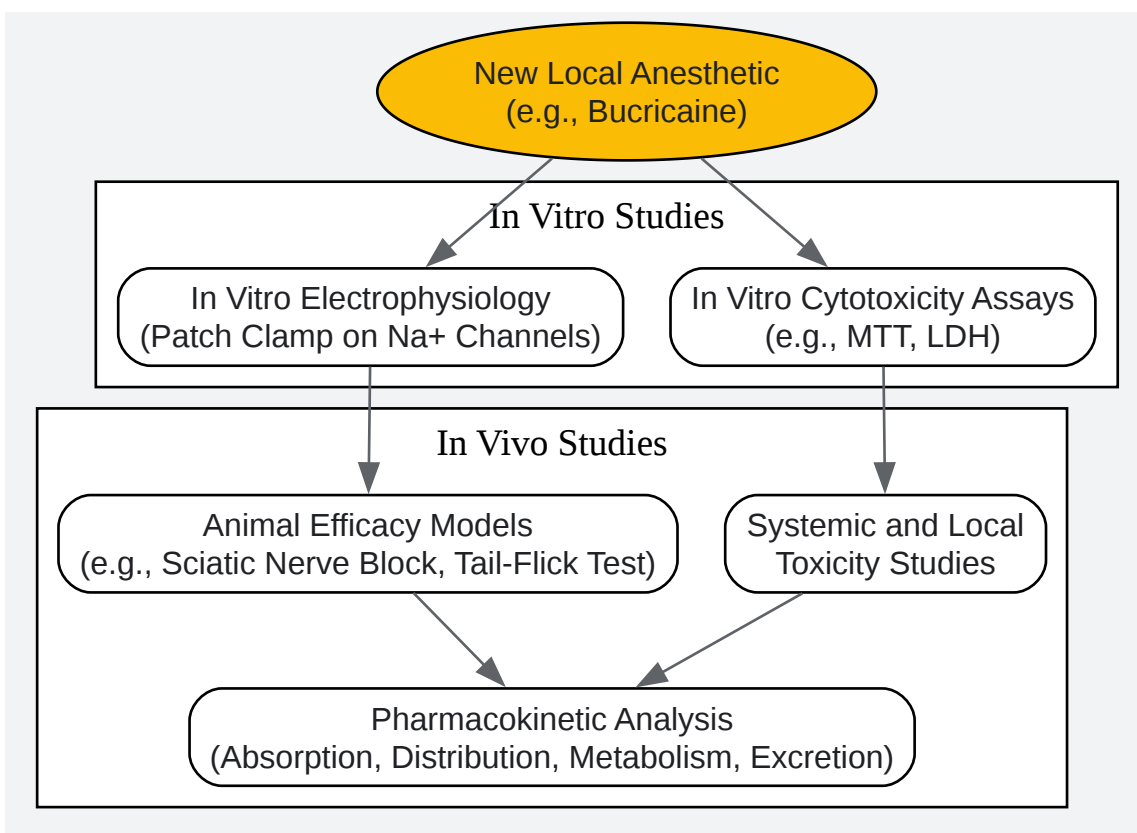 New Local Anesthetic
(e.g., Bucricaine)
In Vitro Studies
In Vitro Electrophysiology
(Patch Clamp on Na+ Channels)
In Vitro Cytotoxicity Assays
(e.g., MTT, LDH)
In Vivo Studies
Animal Efficacy Models
(e.g., Sciatic Nerve Block, Tail-Flick Test)
Systemic and Local
Toxicity Studies
Pharmacokinetic Analysis
(Absorption, Distribution, Metabolism, Excretion)